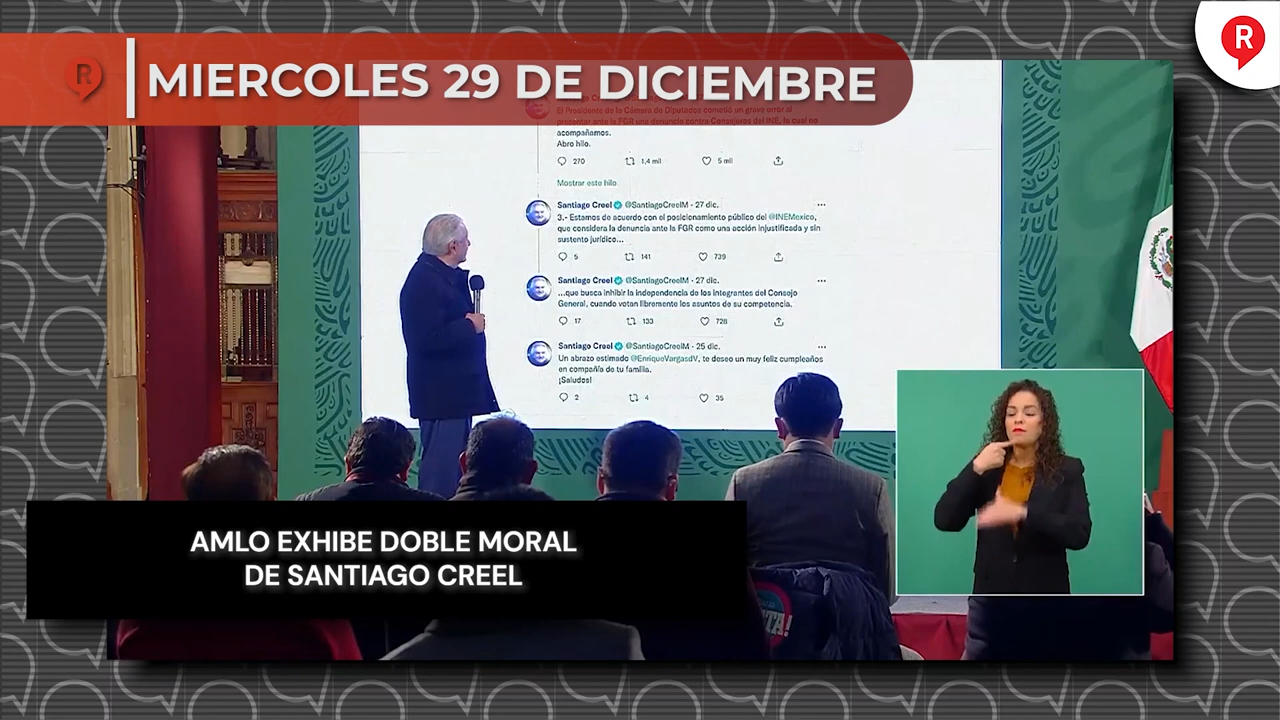 R
R
MIERCOLES 29 DE DICIEMBRE
El Presidente de la Cámara de Diputados cometió un grave error al
presentar ante la FGR una denuncia contra Consejeros del INE, la cual no
acompañamos.
Abro hilo.
270 1,4 mil 5 mil
Mostrar este hilo
Santiago Creel @SantiagoCreelM - 27 dic.
3.- Estamos de acuerdo con el posicionamiento público del @INEMexico,
que considera la denuncia ante la FGR como una acción injustificada y sin
sustento jurídico...
5 141 739
Santiago Creel @SantiagoCreelM - 27 dic.
...que busca inhibir la independencia de los integrantes del Consejo
General, cuando votan libremente los asuntos de su competencia.
17 133 728
Santiago Creel @SantiagoCreelM - 25 dic.
Un abrazo estimado @EnriqueVargasdV, te deseo un muy feliz cumpleaños
en compañía de tu familia.
¡Saludos!
2 4 35
AMLO EXHIBE DOBLE MORAL
DE SANTIAGO CREEL